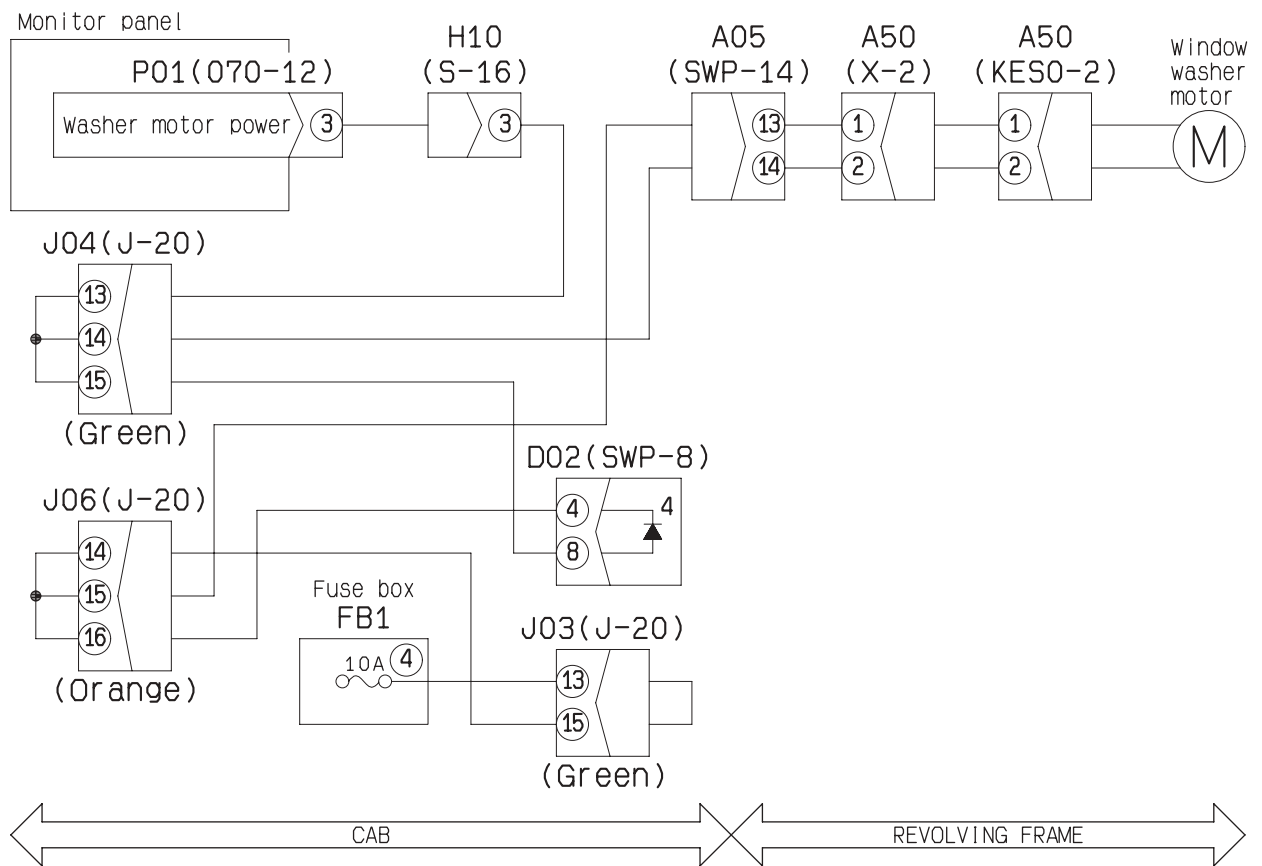 Monitor panel
P01(070-12)
Washer motor power
3
H10
(S-16)
3
A05
(SWP-14)
13
14
A50
(X-2)
1
2
A50
(KES0-2)
1
2
Window
washer
motor
M
J04(J-20)
13
14
15
(Green)
J06(J-20)
14
15
16
(Orange)
D02(SWP-8)
4
8
4
Fuse box
FB1
10A
4
J03(J-20)
13
15
(Green)
CAB
REVOLVING FRAME